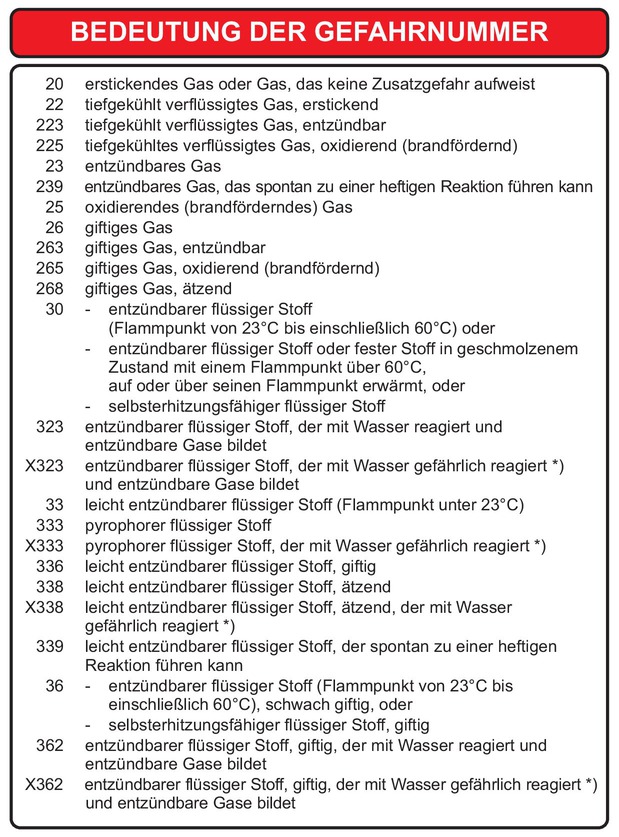 BEDEUTUNG DER GEFAHRNUMMER
20 erstickendes Gas oder Gas, das keine Zusatzgefahr aufweist
22 tiefgekühlt verflüssigtes Gas, erstickend
223 tiefgekühlt verflüssigtes Gas, entzündbar
225 tiefgekühltes verflüssigtes Gas, oxidierend (brandfördernd)
23 entzündbares Gas
239 entzündbares Gas, das spontan zu einer heftigen Reaktion führen kann
25 oxidierendes (brandförderndes) Gas
26 giftiges Gas
263 giftiges Gas, entzündbar
265 giftiges Gas, oxidierend (brandfördernd)
268 giftiges Gas, ätzend
30 - entzündbarer flüssiger Stoff
(Flammpunkt von 23°C bis einschließlich 60°C) oder
- entzündbarer flüssiger Stoff oder fester Stoff in geschmolzenem
Zustand mit einem Flammpunkt über 60°C,
auf oder über seinen Flammpunkt erwärmt, oder
- selbsterhitzungsfähiger flüssiger Stoff
323 entzündbarer flüssiger Stoff, der mit Wasser reagiert und
entzündbare Gase bildet
X323 entzündbarer flüssiger Stoff, der mit Wasser gefährlich reagiert *)
und entzündbare Gase bildet
33 leicht entzündbarer flüssiger Stoff (Flammpunkt unter 23°C)
333 pyrophorer flüssiger Stoff
X333 pyrophorer flüssiger Stoff, der mit Wasser gefährlich reagiert *)
336 leicht entzündbarer flüssiger Stoff, giftig
338 leicht entzündbarer flüssiger Stoff, ätzend
X338 leicht entzündbarer flüssiger Stoff, ätzend, der mit Wasser
gefährlich reagiert *)
339 leicht entzündbarer flüssiger Stoff, der spontan zu einer heftigen
Reaktion führen kann
36 - entzündbarer flüssiger Stoff (Flammpunkt von 23°C bis
einschließlich 60°C), schwach giftig, oder
- selbsterhitzungsfähiger flüssiger Stoff, giftig
362 entzündbarer flüssiger Stoff, giftig, der mit Wasser reagiert und
entzündbare Gase bildet
X362 entzündbarer flüssiger Stoff, giftig, der mit Wasser gefährlich reagiert *)
und entzündbare Gase bildet